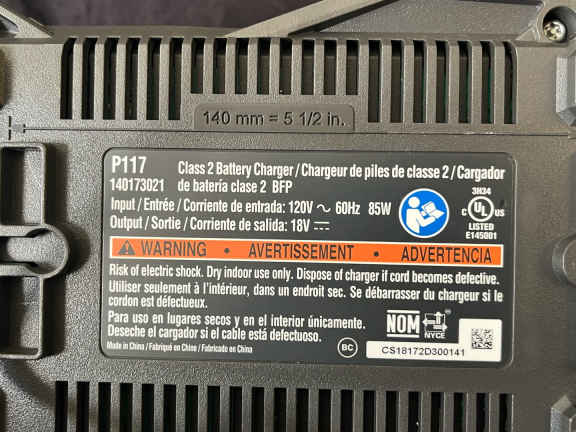 140 mm = 5 1/2 in.
P117 Class 2 Battery Charger / Chargeur de piles de classe 2 / Cargador
140173021 de batería clase 2 BFP
Input / Entrée / Corriente de entrada: 120V ~ 60Hz 85W
Output / Sortie / Corriente de salida: 18V ⎓
3H34
C UL US
LISTED
E145001
WARNING • AVERTISSEMENT • ADVERTENCIA
Risk of electric shock. Dry indoor use only. Dispose of charger if cord becomes defective.
Utiliser seulement à l'intérieur, dans un endroit sec. Se débarrasser du chargeur si le
cordon est défectueux.
Para uso en lugares secos y en el interior únicamente.
Deseche el cargador si el cable está defectuoso.
Made in China / Fabriqué en Chine / Fabricado en China
BC
NOM
NYCE
CS18172D300141